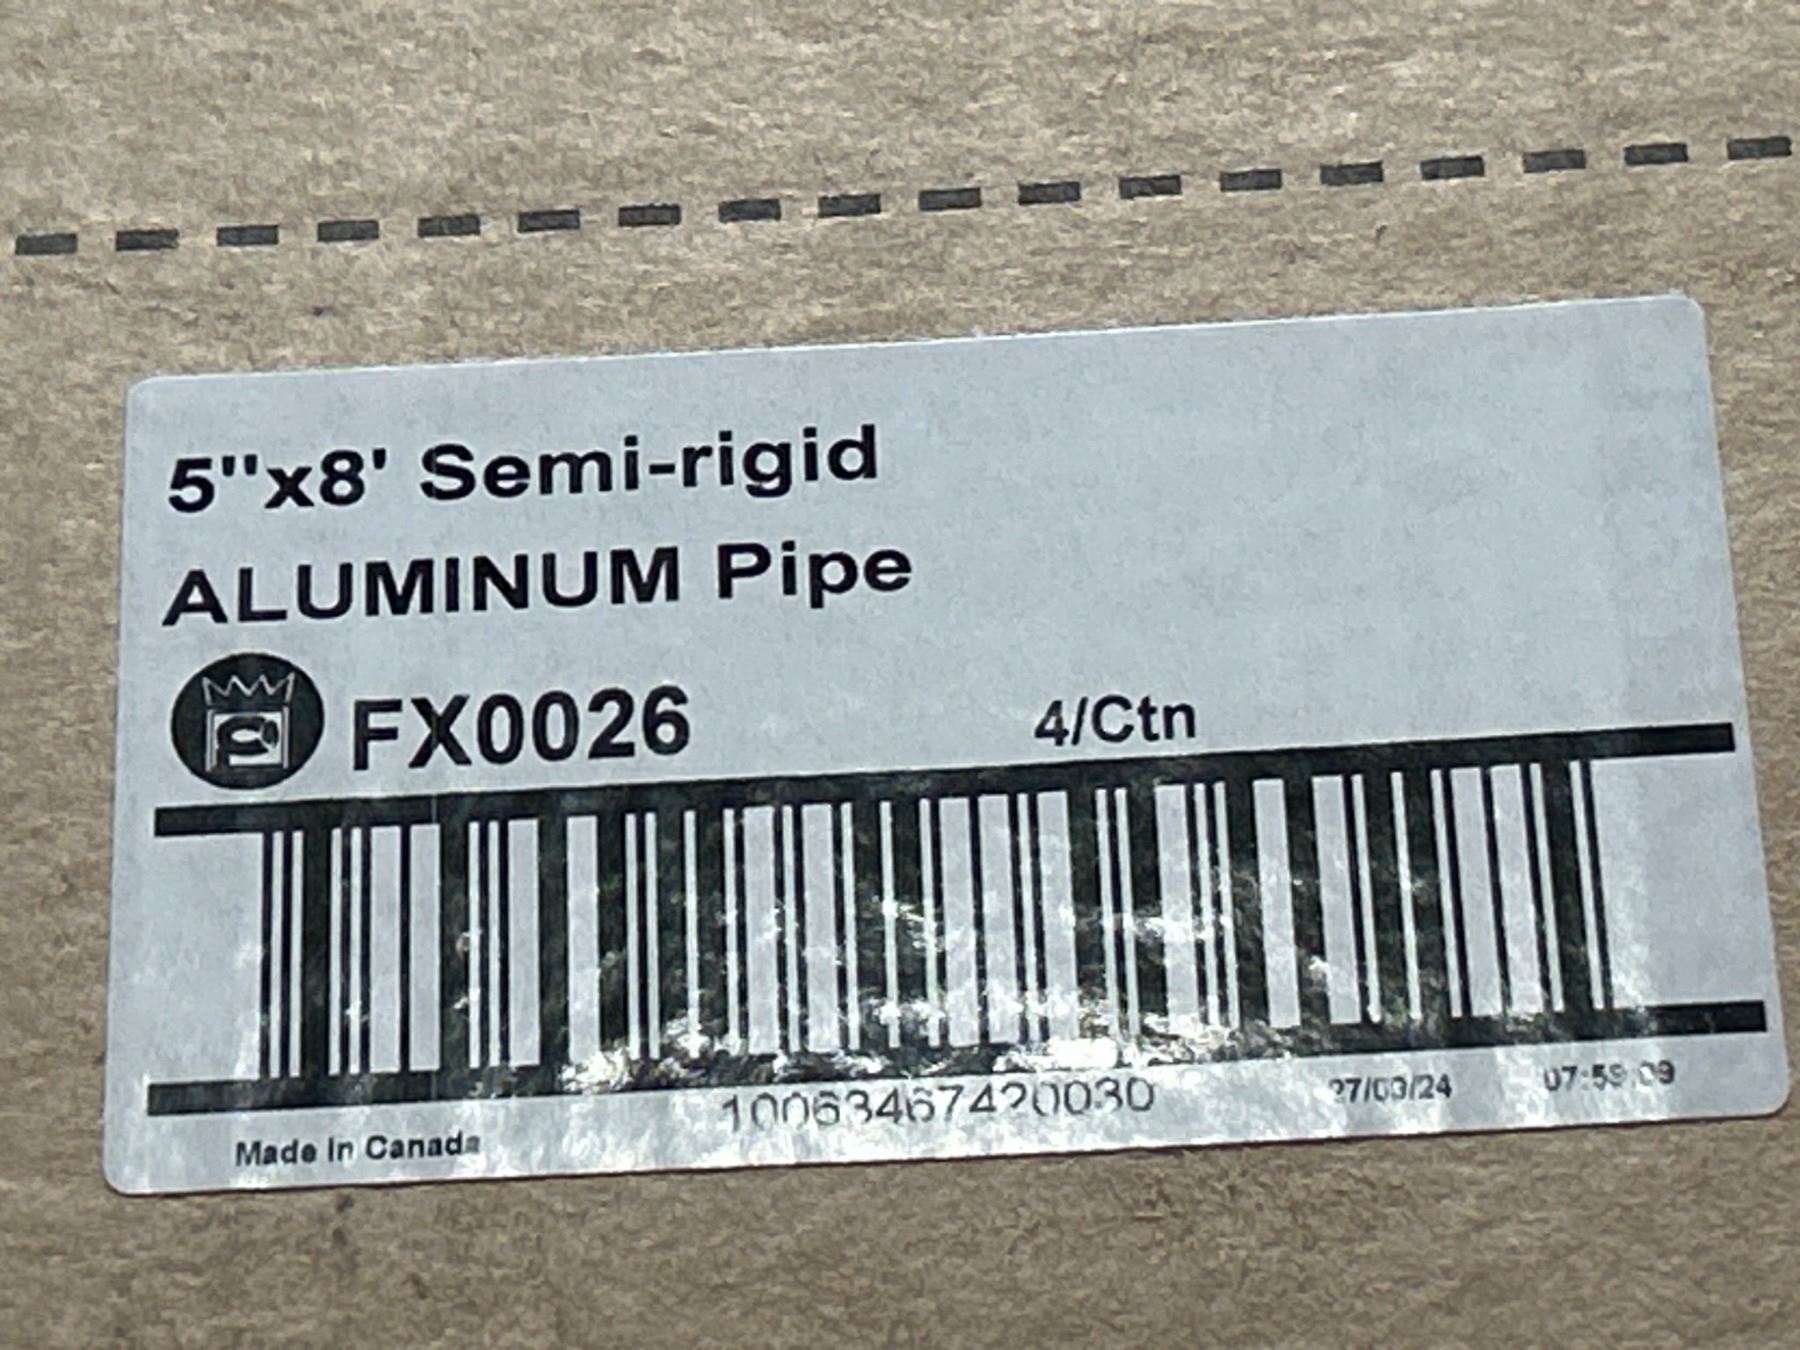 5"x8' Semi-rigid
ALUMINUM Pipe
FX0026 4/Ctn
10063467420030 27/03/24 07:59:09
Made In Canada